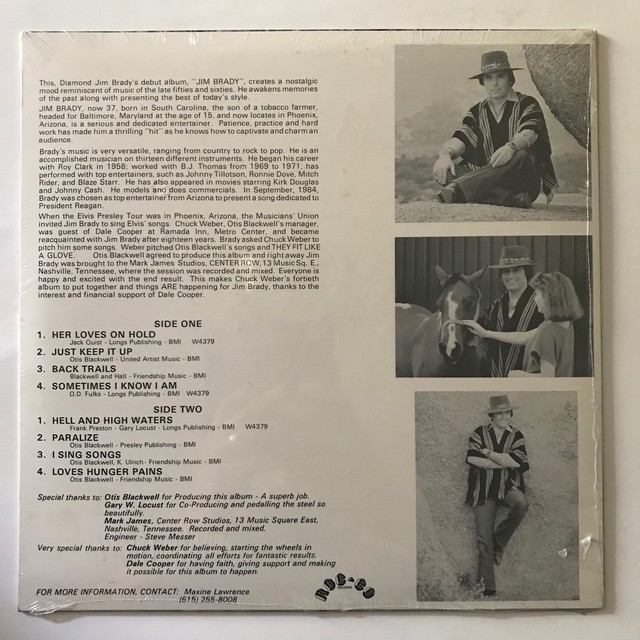 This, Diamond Jim Brady's debut album, "JIM BRADY", creates a nostalgic
mood reminiscent of music of the late fifties and sixties. He awakens memories
of the past along with presenting the best of today's style.
JIM BRADY, now 37, born in South Carolina, the son of a tobacco farmer,
headed for Baltimore, Maryland at the age of 15, and now locates in Phoenix,
Arizona, is a serious and dedicated entertainer. Patience, practice and hard
work has made him a thrilling "hit" as he knows how to captivate and charm an
audience.
Brady's music is very versatile, ranging from country to rock to pop. He is an
accomplished musician on thirteen different instruments. He began his career
with Roy Clark in 1958; worked with B.J. Thomas from 1969 to 1971; has
performed with top entertainers, such as Johnny Tillotson, Ronnie Dove, Mitch
Rider, and Blaze Starr. He has also appeared in movies starring Kirk Douglas
and Johnny Cash. He models and does commercials. In September, 1984,
Brady was chosen as top entertainer from Arizona to present a song dedicated to
President Reagan.
When the Elvis Presley Tour was in Phoenix, Arizona, the Musicians' Union
invited Jim Brady to sing Elvis' songs. Chuck Weber, Otis Blackwell's manager,
was guest of Dale Cooper at Ramada Inn, Metro Center, and became
reacquainted with Jim Brady after eighteen years. Brady asked Chuck Weber to
pitch him some songs. Weber pitched Otis Blackwell's songs and THEY FIT LIKE
A GLOVE. Otis Blackwell agreed to produce this album and right away Jim
Brady was brought to the Mark James Studios, CENTER ROW, 13 Music Sq. E.,
Nashville, Tennessee, where the session was recorded and mixed. Everyone is
happy and excited with the end result. This makes Chuck Weber's fortieth
album to put together and things ARE happening for Jim Brady, thanks to the
interest and financial support of Dale Cooper.
SIDE ONE
1. HER LOVES ON HOLD
Jack Quist - Longs Publishing - BMI W4379
2. JUST KEEP IT UP
Otis Blackwell - United Artist Music - BMI
3. BACK TRAILS
Blackwell and Hall - Friendship Music - BMI
4. SOMETIMES I KNOW I AM
O.D. Fulks - Longs Publishing - BMI W4379
SIDE TWO
1. HELL AND HIGH WATERS
Frank Preston - Gary Locust - Longs Publishing - BMI W4379
2. PARALIZE
Otis Blackwell - Presley Publishing - BMI
3. I SING SONGS
Otis Blackwell, K. Ulrich- Friendship Music - BMI
4. LOVES HUNGER PAINS
Otis Blackwell - Friendship Music - BMI
Special thanks to: Otis Blackwell for Producing this album - A superb job.
Gary W. Locust for Co-Producing and pedalling the steel so
beautifully.
Mark James, Center Row Studios, 13 Music Square East,
Nashville, Tennessee. Recorded and mixed.
Engineer - Steve Messer
Very special thanks to: Chuck Weber for believing, starting the wheels in
motion, coordinating all efforts for fantastic results.
Dale Cooper for having faith, giving support and making
it possible for this album to happen.
FOR MORE INFORMATION, CONTACT: Maxine Lawrence
(615) 255-8008
ROC-CO